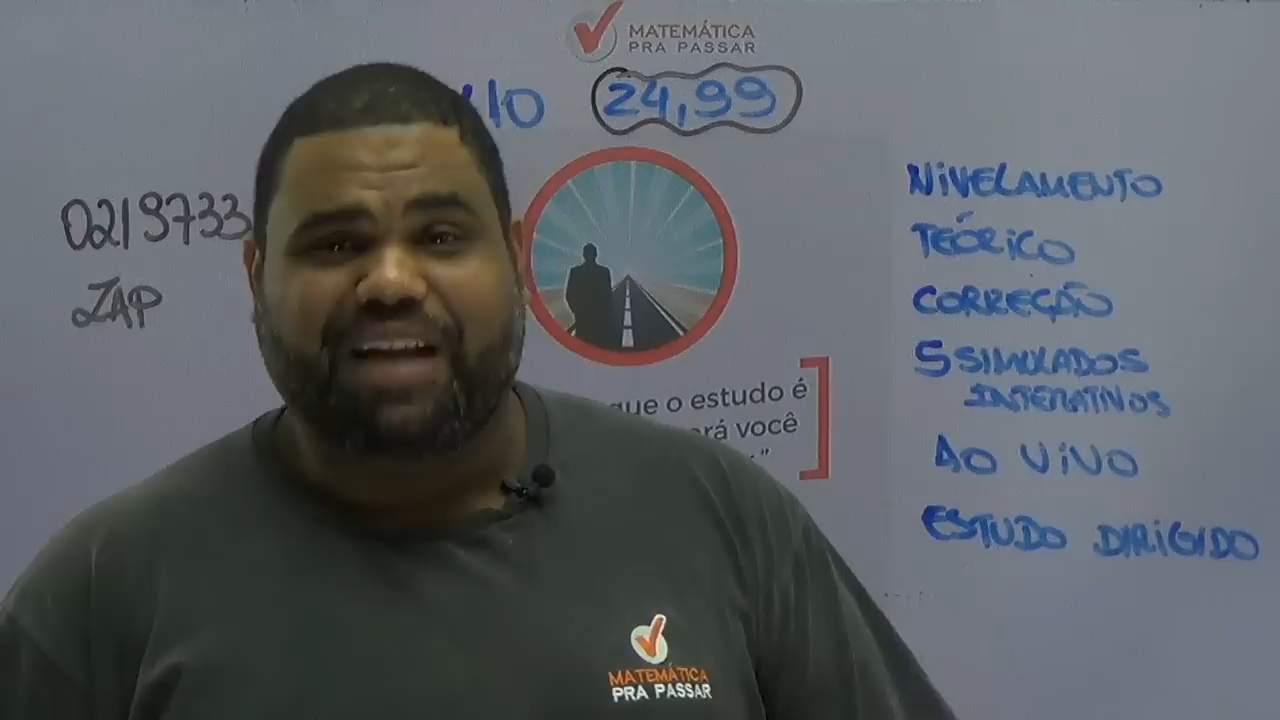 MATEMÁTICA
PRA PASSAR
10 24,99
NIVELAMENTO
0219733
TEÓRICO
ZAP
CORREÇÃO
5 SIMULADOS
INTERATIVOS
que o estudo é
rá você
AO VIVO
ESTUDO DIRIGIDO
MATEMÁTICA
PRA PASSAR